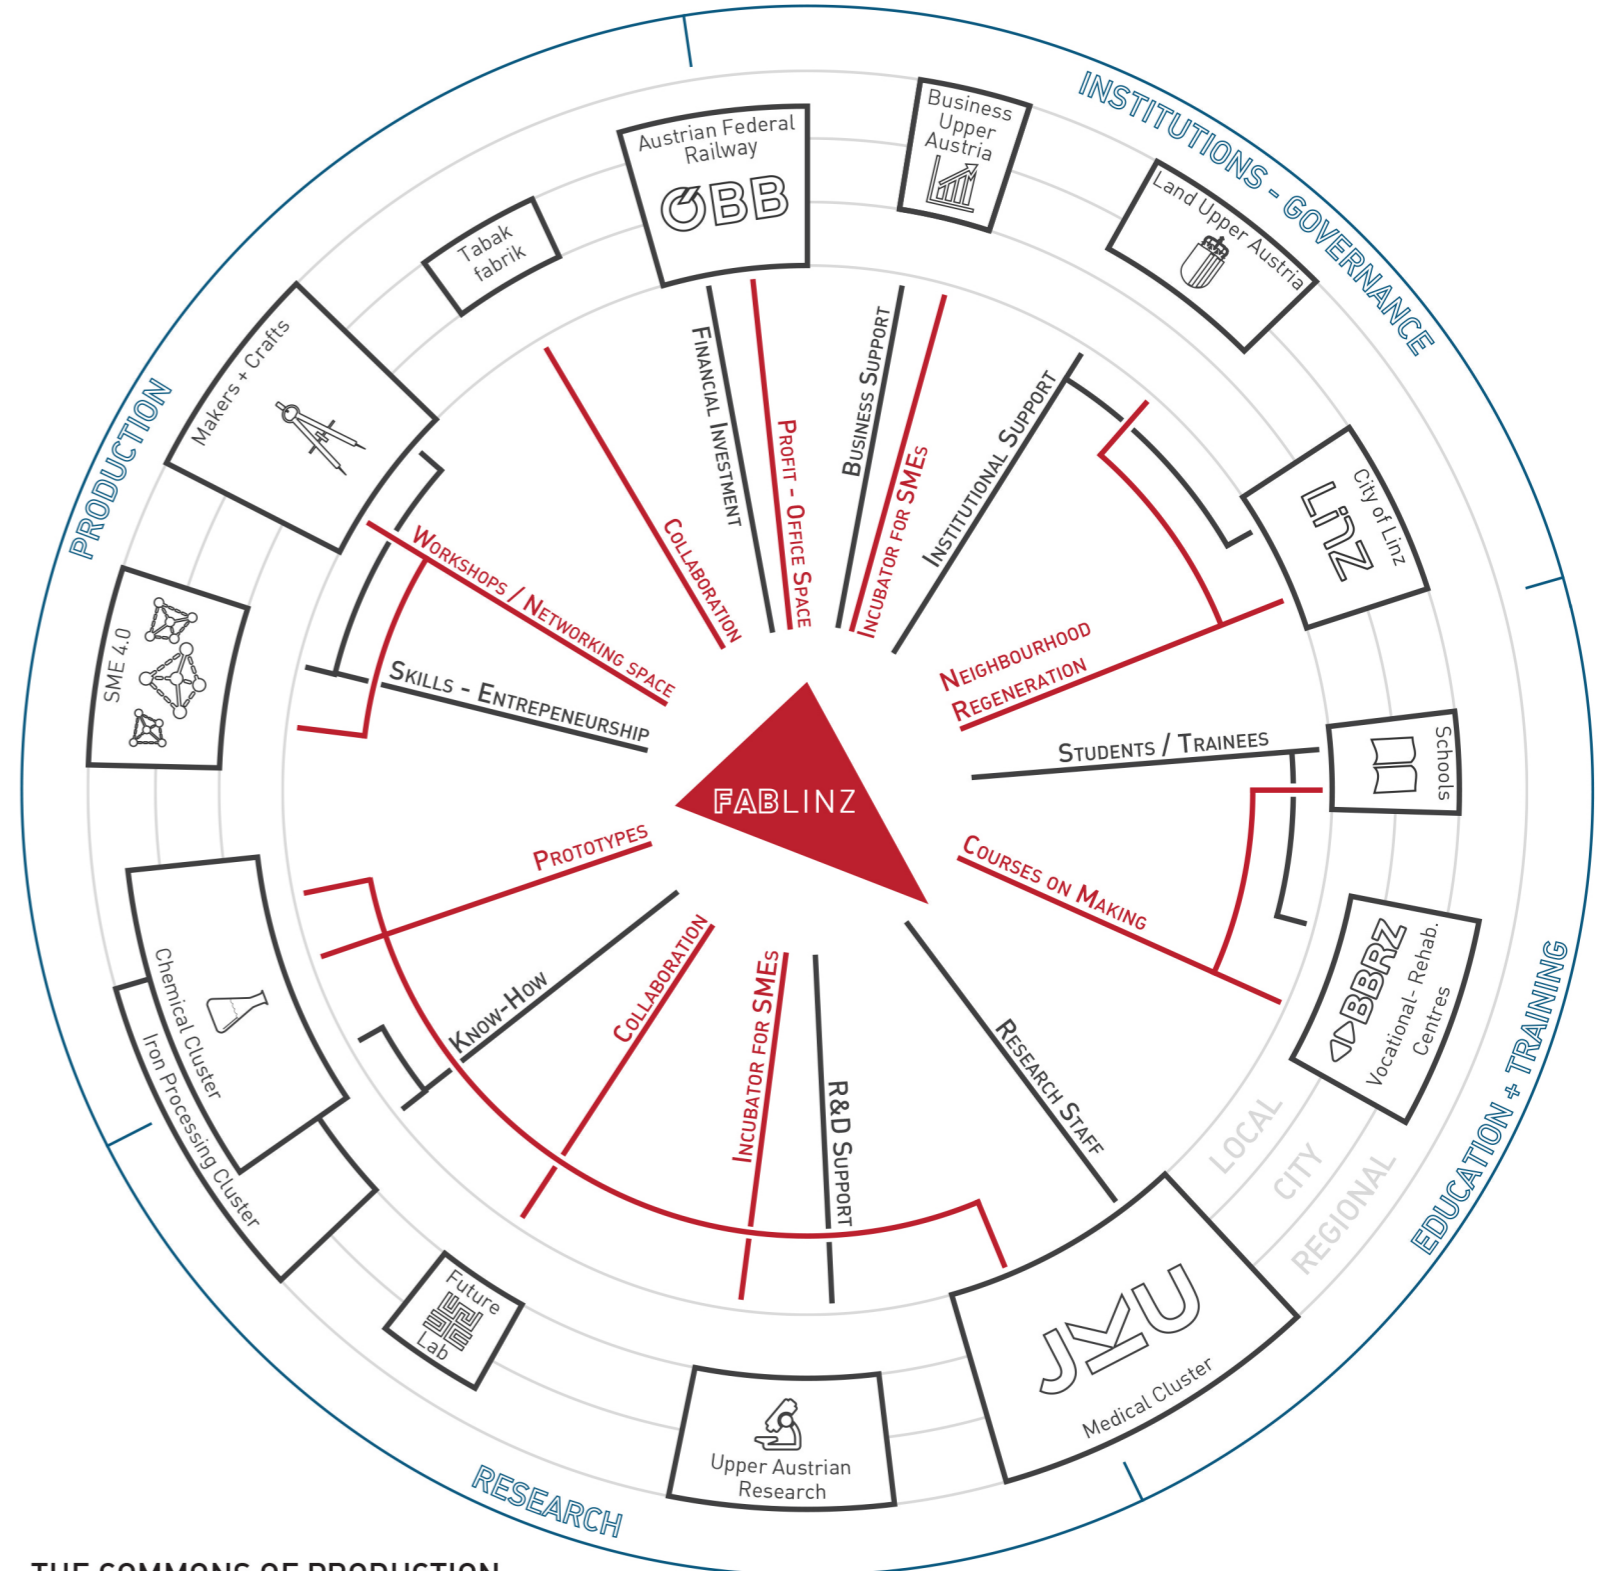 INSTITUTIONS - GOVERNANCE
Business
Upper
Austria
Austrian Federal
Railway
ÖBB
Land Upper Austria
Tabak
fabrik
Makers + Crafts
PRODUCTION
City of Linz
Linz
FINANCIAL INVESTMENT
PROFIT - OFFICE SPACE
BUSINESS SUPPORT
INCUBATOR FOR SMES
INSTITUTIONAL SUPPORT
COLLABORATION
WORKSHOPS / NETWORKING SPACE
SKILLS - ENTREPENEURSHIP
SME 4.0
NEIGHBOURHOOD
REGENERATION
STUDENTS / TRAINEES
Schools
FABLINZ
PROTOTYPES
COURSES ON MAKING
BBRZ
Vocational- Rehab.
Centres
EDUCATION + TRAINING
KNOW-HOW
COLLABORATION
INCUBATOR FOR SMES
R&D SUPPORT
RESEARCH STAFF
Chemical Cluster
Iron Processing Cluster
LOCAL
CITY
REGIONAL
Future
Lab
JKU
Medical Cluster
Upper Austrian
Research
RESEARCH
THE COMMONS OF PRODUCTION